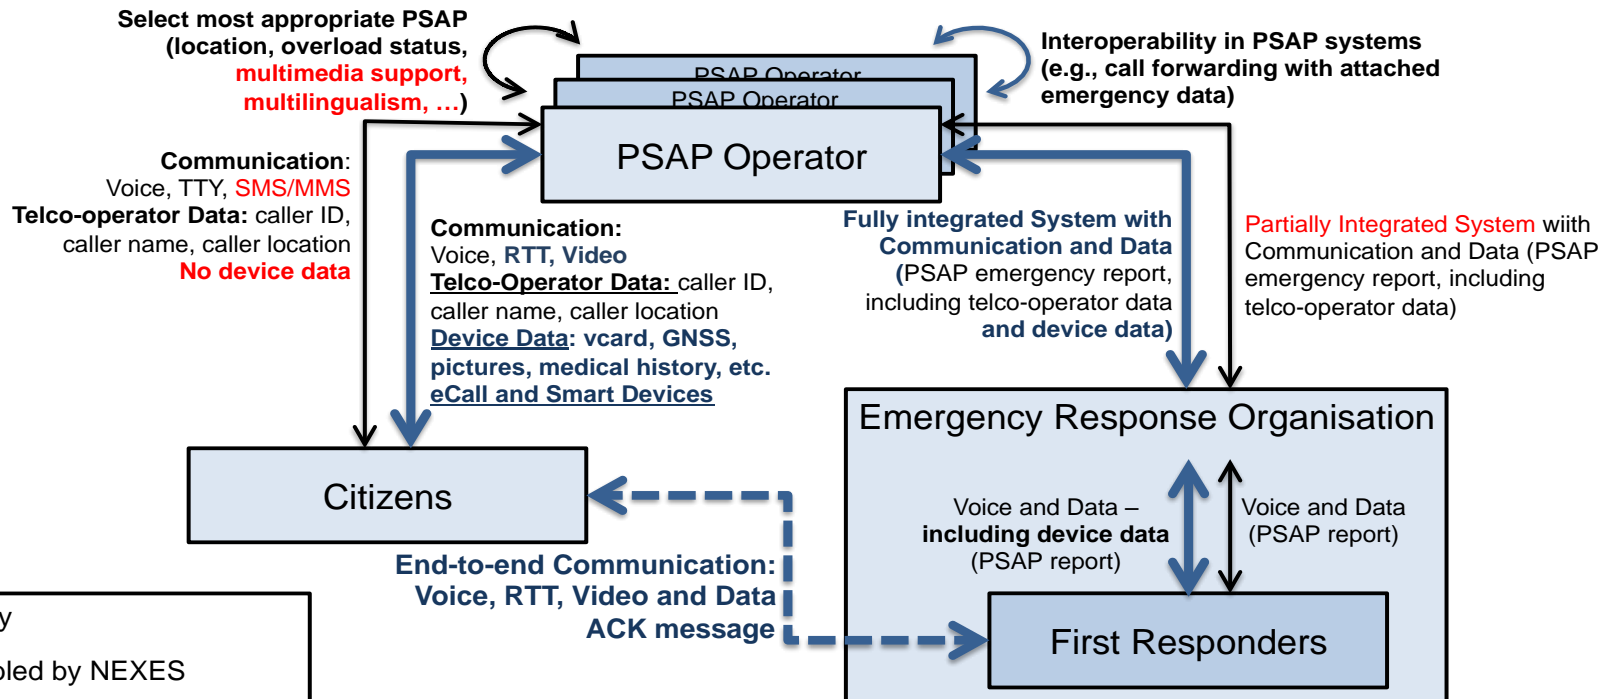 Select most appropriate PSAP
(location, overload status,
multimedia support,
multilingualism, …)
Interoperability in PSAP systems
(e.g., call forwarding with attached
emergency data)
PSAP Operator
PSAP Operator
PSAP Operator
Communication:
Voice, TTY, SMS/MMS
Telco-operator Data: caller ID,
caller name, caller location
No device data
Communication:
Voice, RTT, Video
Telco-Operator Data: caller ID,
caller name, caller location
Device Data: vcard, GNSS,
pictures, medical history, etc.
eCall and Smart Devices
Fully integrated System with
Communication and Data
(PSAP emergency report,
including telco-operator data
and device data)
Partially Integrated System wiith
Communication and Data (PSAP
emergency report, including
telco-operator data)
Citizens
Emergency Response Organisation
Voice and Data –
including device data
(PSAP report)
Voice and Data
(PSAP report)
First Responders
End-to-end Communication:
Voice, RTT, Video and Data
ACK message
by NEXES